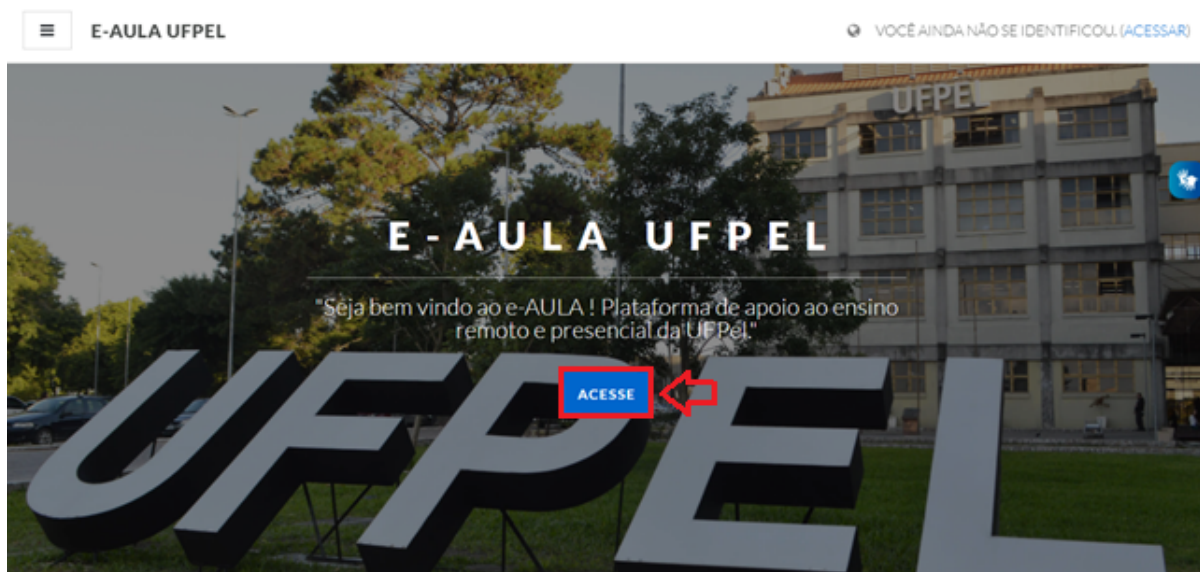 E-AULA UFPEL
VOCÊ AINDA NÃO SE IDENTIFICOU. (ACESSAR)
UFPEL
E-AULA UFPEL
"Seja bem vindo ao e-AULA ! Plataforma de apoio ao ensino
remoto e presencial da UFPel."
ACESSE
UFPEL